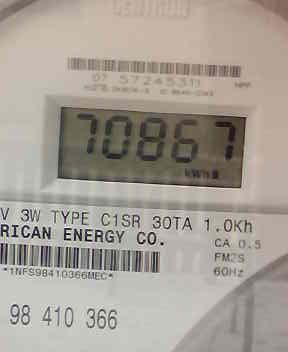 CENTRON
07 57245311
70867
kWh
V 3W TYPE C1SR 30TA 1.0Kh
RICAN ENERGY CO.
CA 0.5
FM2S
*1NFS98410366MEC*
60Hz
98 410 366